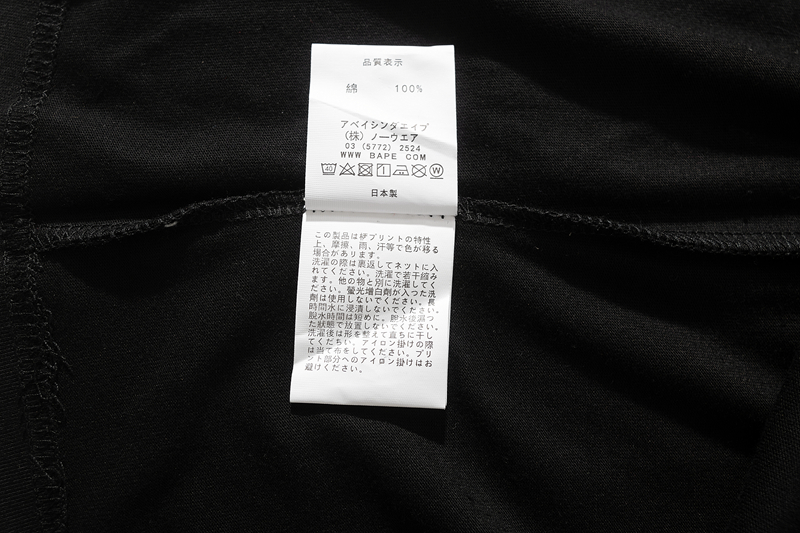 品質表示
綿 100%
アベイシンダエイプ
(株) ノーウエア
03 (5772) 2524
WWW BAPE COM
40
W
日本製
この製品は梗プリントの特性
上、摩擦、雨、汗等で色が移る
場合があります。
洗濯の際は裏返してネットに入
れてください。洗濯で若干縮み
ます。他の物と別に洗濯してく
ださい。螢光増白剤が入った洗
剤は使用しないでください。長
時間水に浸漬しないでください。
脱水時間は短めに。脱水後濕つ
た狀態で放置しないでください。
洗濯後は形を整えて直ちに干し
てくだちい。アイロン掛けの際
は当て布をしてください。プリ
ント部分へのアイロン掛けはお
避けください。